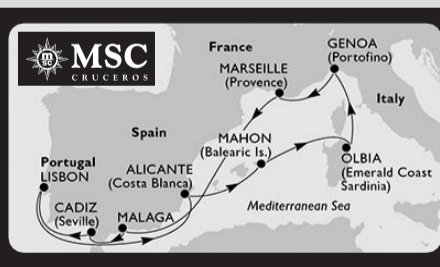 msc
MSC
CRUCEROS
France
GENOA
(Portofino)
MARSEILLE
(Provence)
Italy
Spain
MAHON
(Balearic Is.)
Portugal
LISBON
ALICANTE
(Costa Blanca)
OLBIA
(Emerald Coast
Sardinia)
CADIZ
(Seville)
MALAGA
Mediterranean Sea